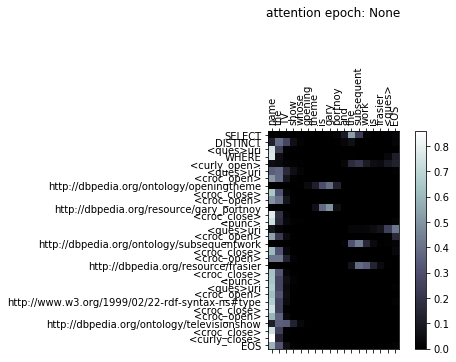 attention epoch: None
name
the
TV
show
whose
opening
theme
is
gary
portnoy
and
the
subsequent
work
is
frasier
<ques>
EOS
SELECT
DISTINCT
<ques>uri
WHERE
<curly_open>
<ques>uri
<croc_open>
http://dbpedia.org/ontology/openingtheme
<croc_close>
<croc_open>
http://dbpedia.org/resource/gary_portnoy
<croc_close>
<punc>
<ques>uri
<croc_open>
http://dbpedia.org/ontology/subsequentwork
<croc_close>
<croc_open>
http://dbpedia.org/resource/frasier
<croc_close>
<punc>
<ques>uri
<croc_open>
http://www.w3.org/1999/02/22-rdf-syntax-ns#type
<croc_close>
<croc_open>
http://dbpedia.org/ontology/televisionshow
<croc_close>
<curly_close>
EOS
0.8
0.7
0.6
0.5
0.4
0.3
0.2
0.1
0.0